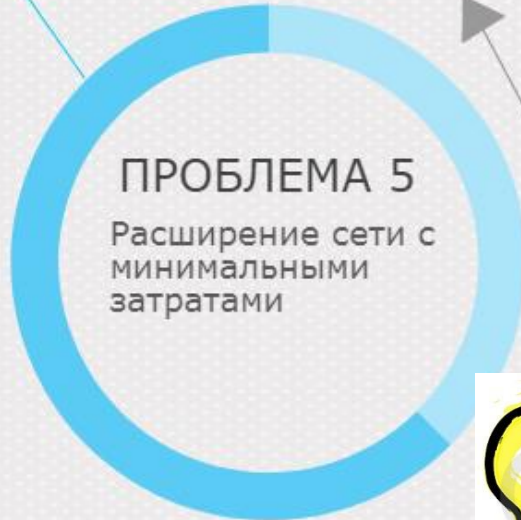 ПРОБЛЕМА 5
Расширение сети с
минимальными
затратами